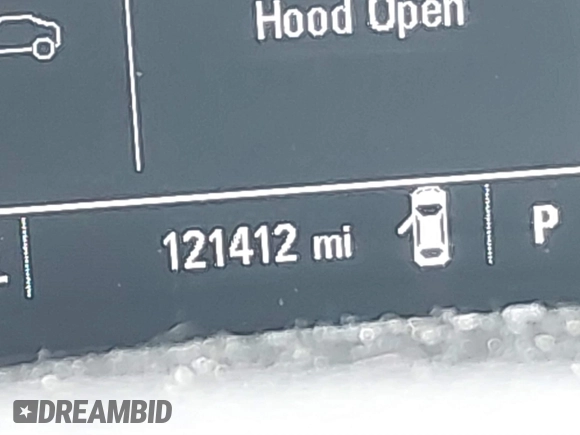 Hood Open
121412 mi
P
DREAMBID